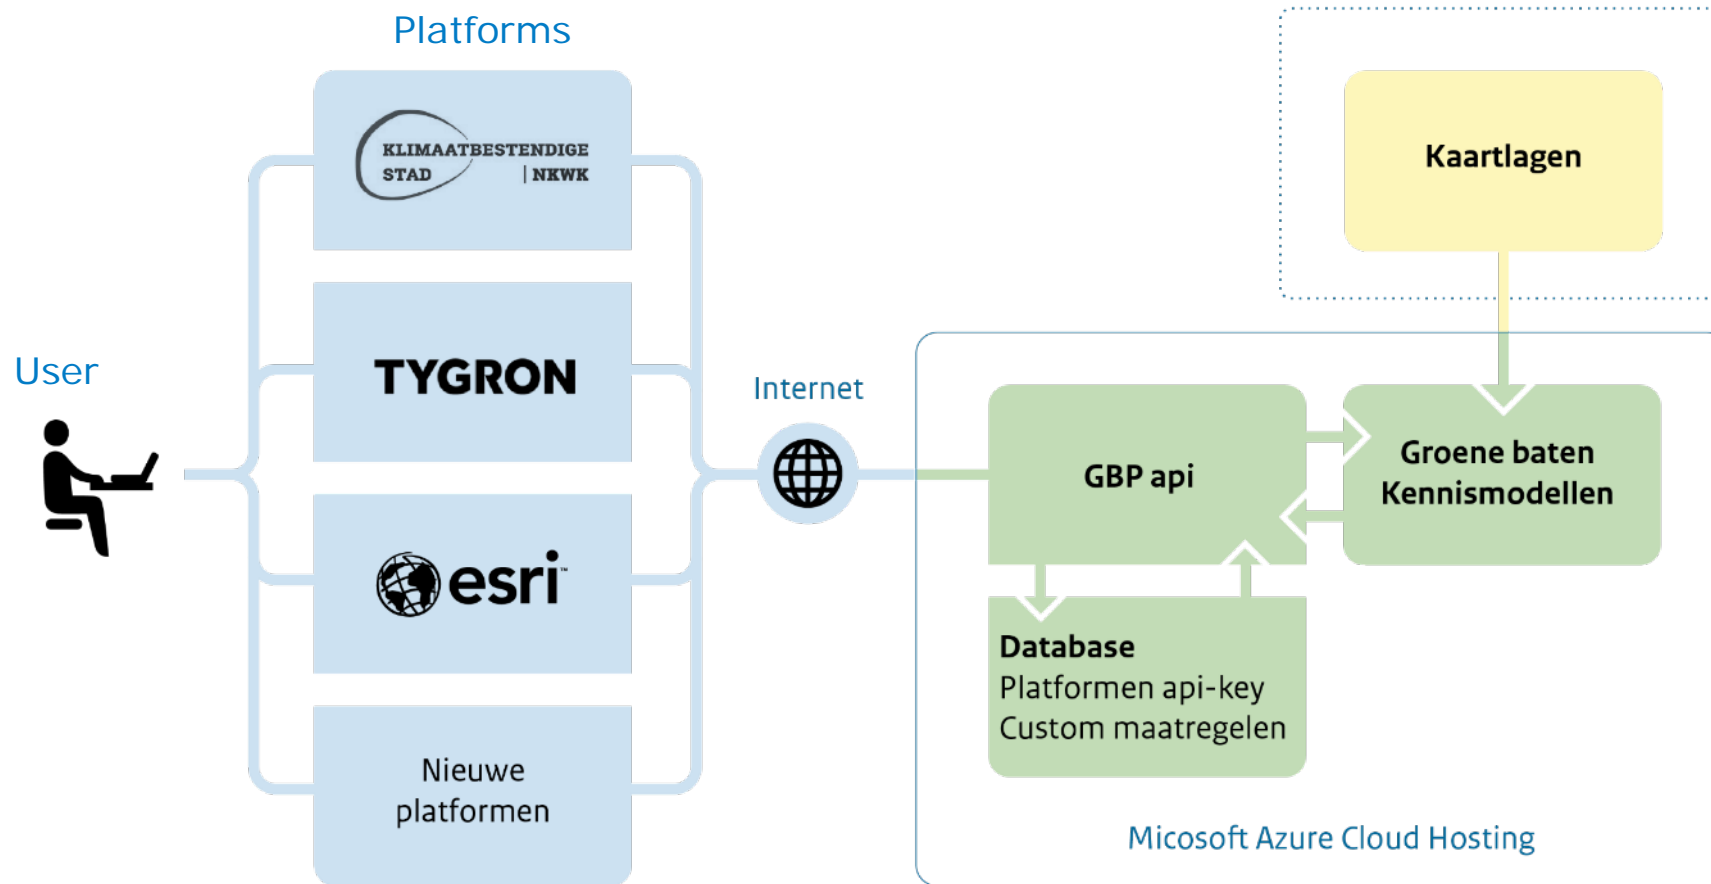 Platforms
KLIMAATBESTENDIGE
STAD | NKWK
TYGRON
esri™
Nieuwe
platformen
User
Internet
Kaartlagen
GBP api
Groene baten
Kennismodellen
Database
Platformen api-key
Custom maatregelen
Micosoft Azure Cloud Hosting